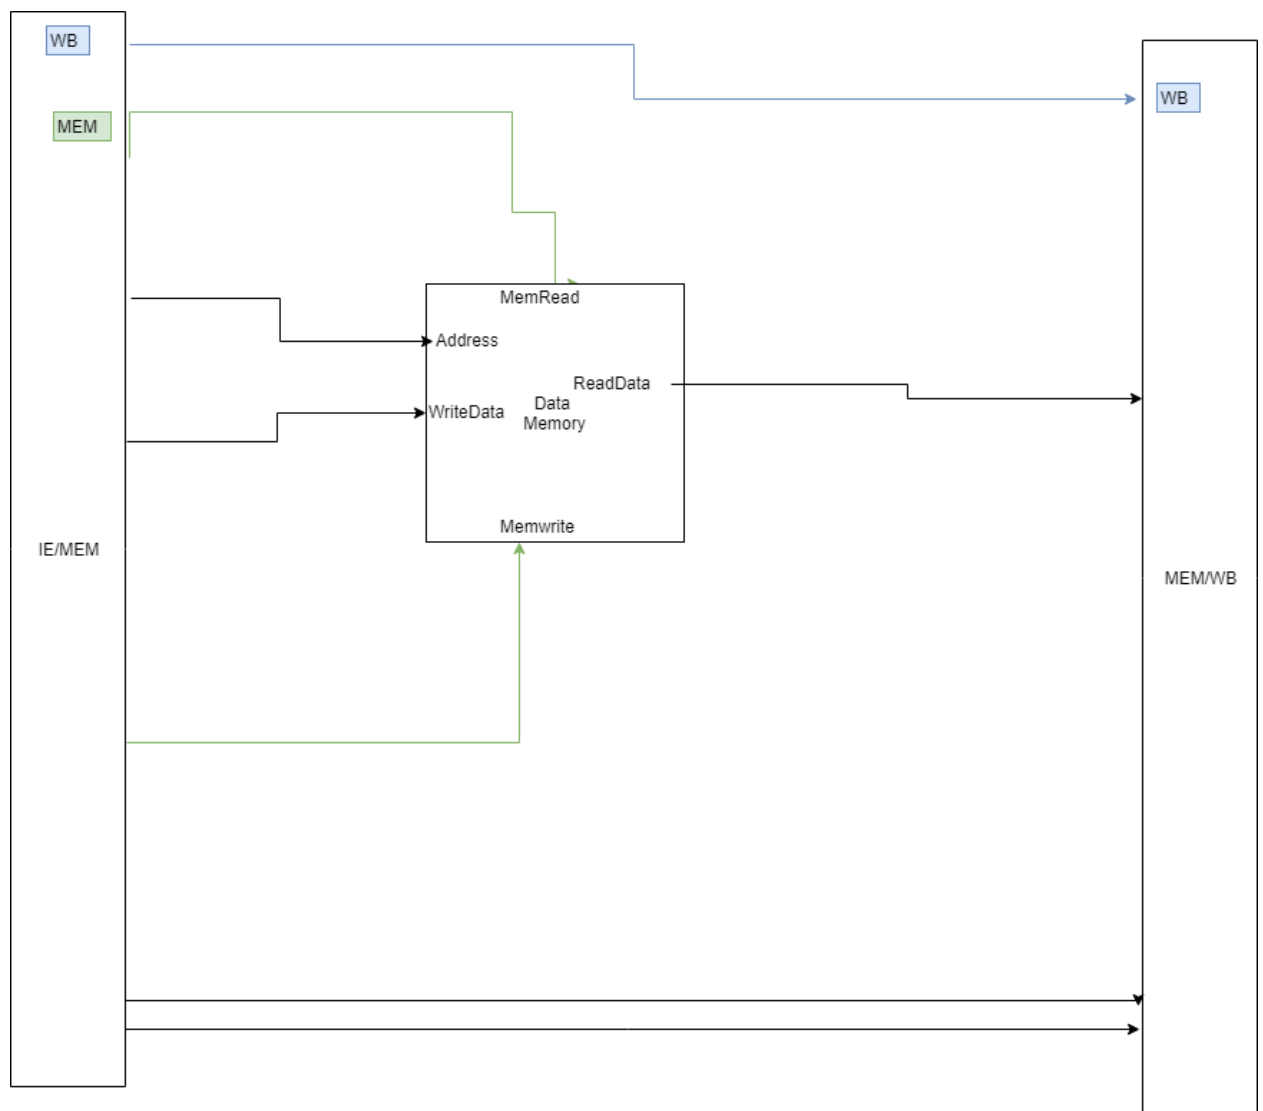 WB
WB
MEM
MemRead
Address
ReadData
WriteData
Data
Memory
Memwrite
IE/MEM
MEM/WB